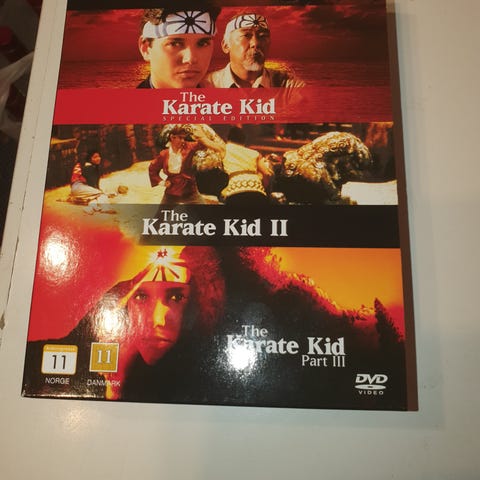 The
Karate Kid
SPECIAL EDITION
The
Karate Kid II
The
Karate Kid
Part III
11
NORGE
11
DANMARK
DVD
VIDEO